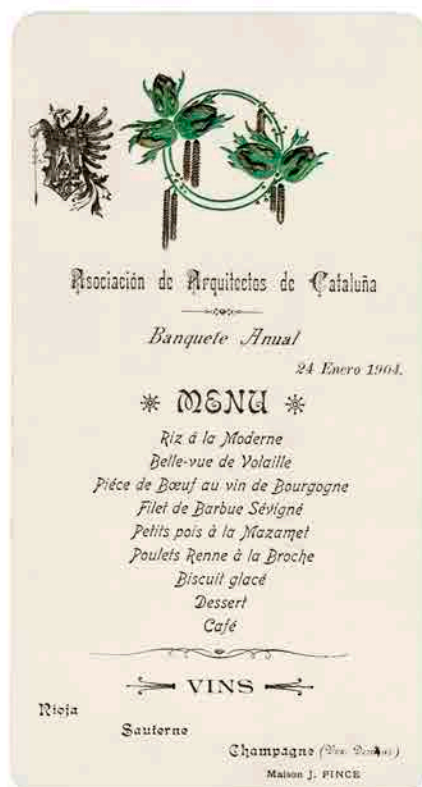 Asociación de Arquitectos de Cataluña
Banquete Anual
24 Enero 1904.
MENU
Riz á la Moderne
Belle-vue de Volaille
Piéce de Bœuf au vin de Bourgogne
Filet de Barbue Sévigné
Petits pois à la Mazamet
Poulets Renne à la Broche
Biscuit glacé
Dessert
Café
VINS
Rioja
Sauterne
Champagne
Maison J. PINCE